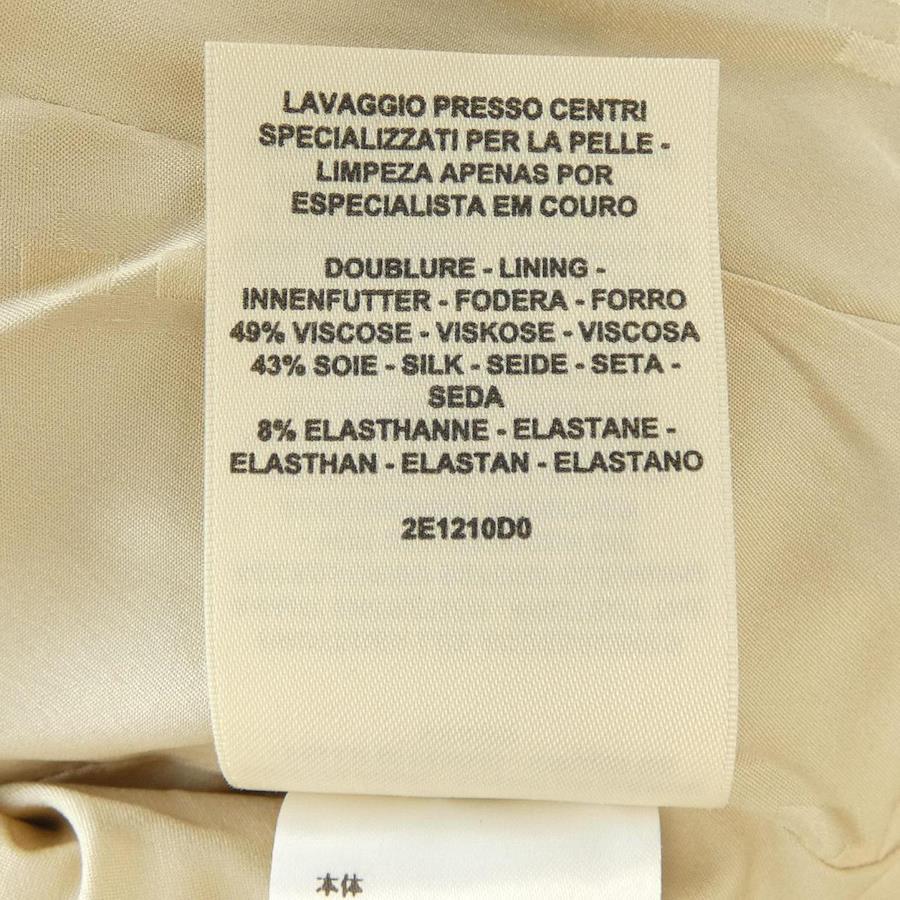 LAVAGGIO PRESSO CENTRI
SPECIALIZZATI PER LA PELLE -
LIMPEZA APENAS POR
ESPECIALISTA EM COURO
DOUBLURE - LINING -
INNENFUTTER - FODERA - FORRO
49% VISCOSE - VISKOSE - VISCOSA
43% SOIE - SILK - SEIDE - SETA -
SEDA
8% ELASTHANNE - ELASTANE -
ELASTHAN - ELASTAN - ELASTANO
2E1210D0
本体